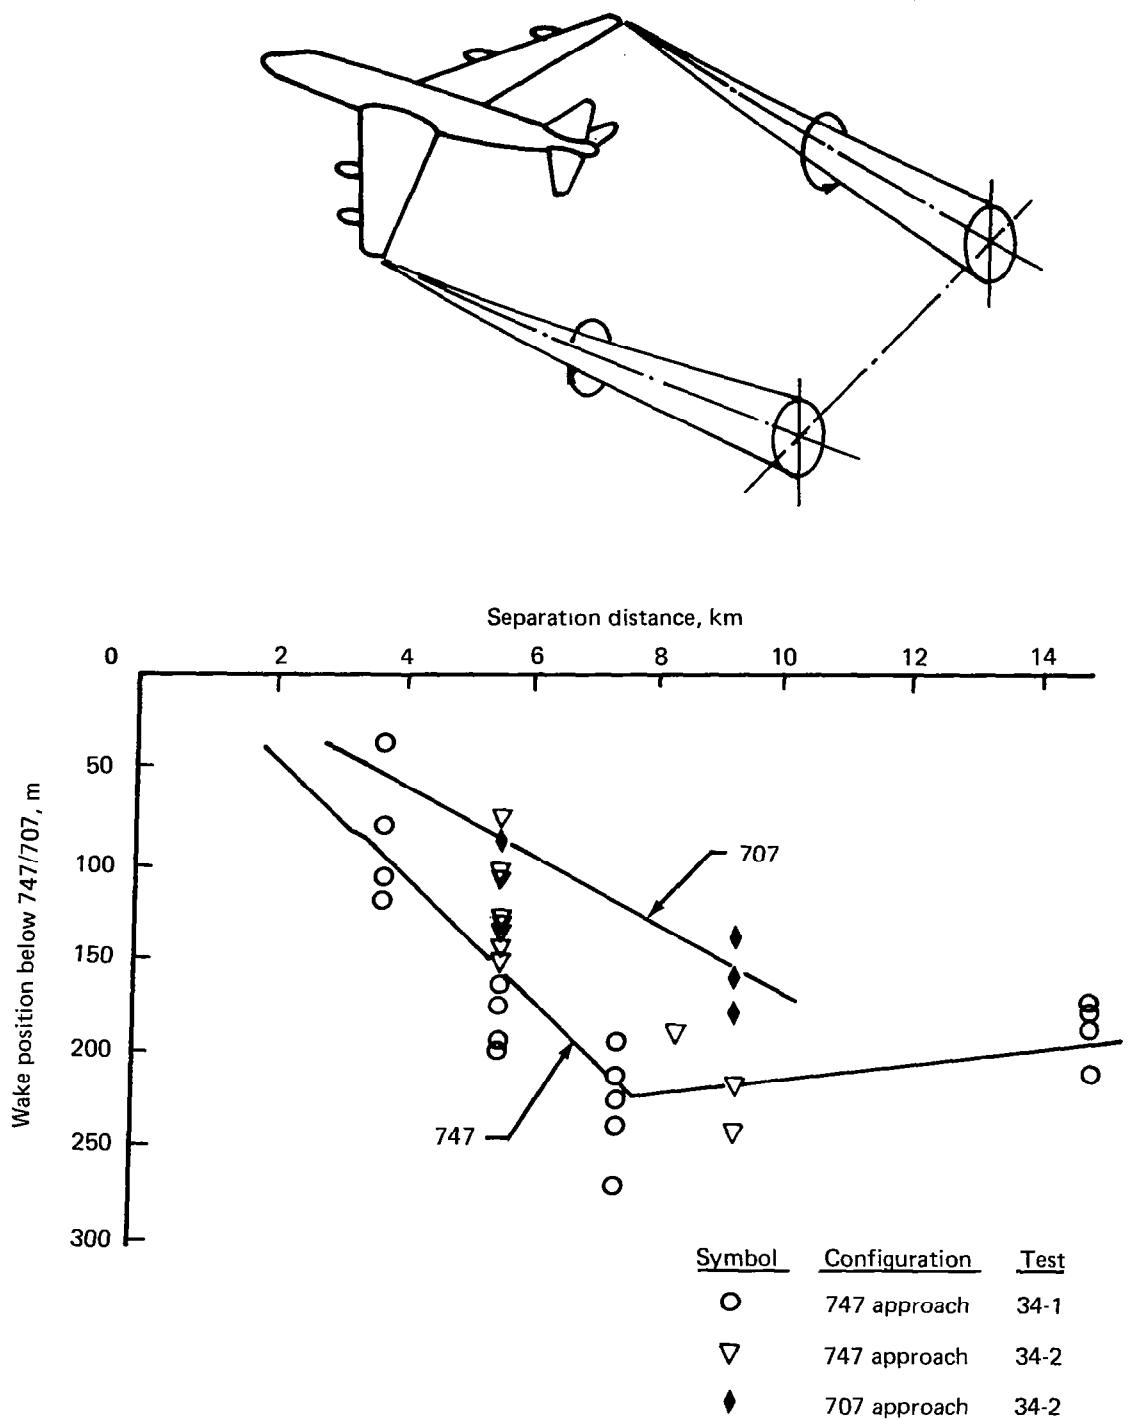 Separation distance, km
0 2 4 6 8 10 12 14
Wake position below 747/707, m
50
100
150
200
250
300
707
747
Symbol Configuration Test
747 approach 34-1
747 approach 34-2
707 approach 34-2